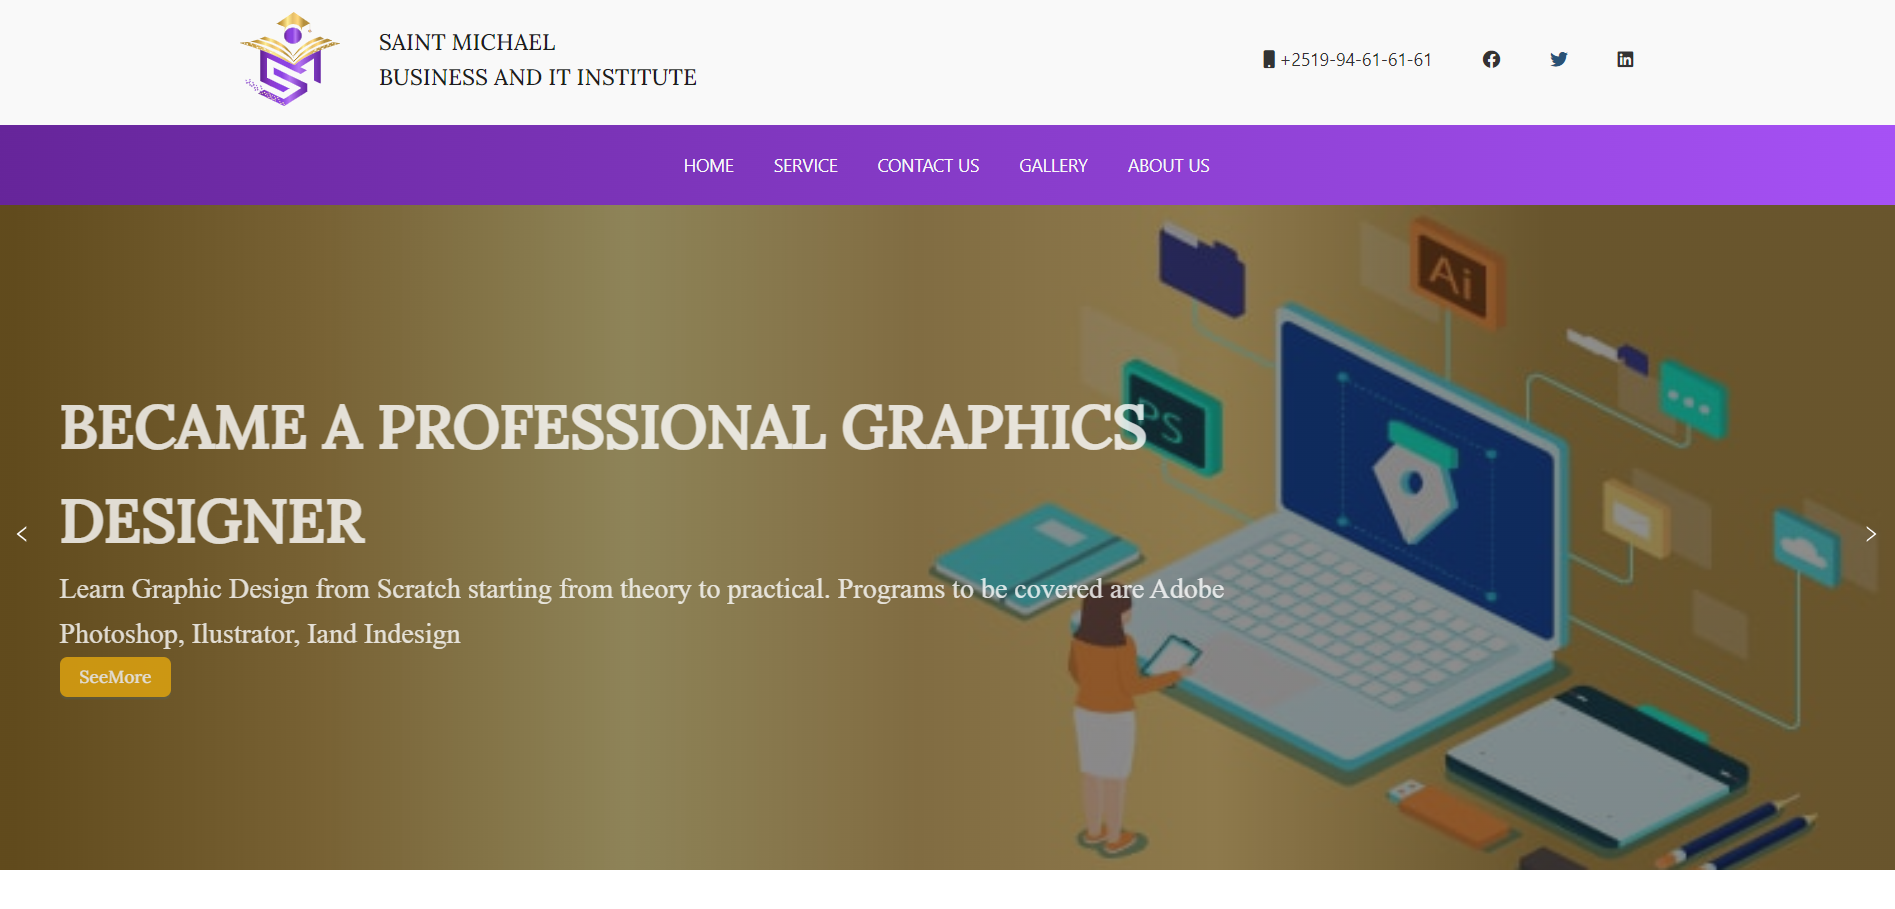 SAINT MICHAEL
BUSINESS AND IT INSTITUTE
+2519-94-61-61-61
HOME SERVICE CONTACT US GALLERY ABOUT US
Ai
PS
BECAME A PROFESSIONAL GRAPHICS
DESIGNER
Learn Graphic Design from Scratch starting from theory to practical. Programs to be covered are Adobe
Photoshop, Ilustrator, Iand Indesign
SeeMore